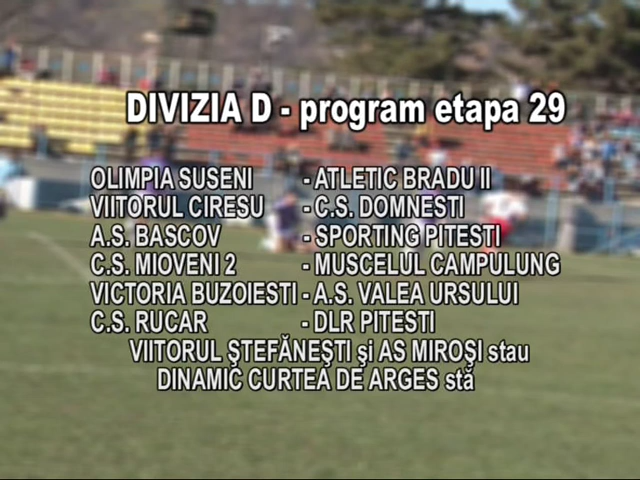 DIVIZIA D - program etapa 29
OLIMPIA SUSENI - ATLETIC BRADU II
VIITORUL CIRESU - C.S. DOMNESTI
A.S. BASCOV - SPORTING PITESTI
C.S. MIOVENI 2 - MUSCELUL CAMPULUNG
VICTORIA BUZOIESTI - A.S. VALEA URSULUI
C.S. RUCAR - DLR PITESTI
VIITORUL ŞTEFĂNEŞTI şi AS MIROŞI stau
DINAMIC CURTEA DE ARGES stă